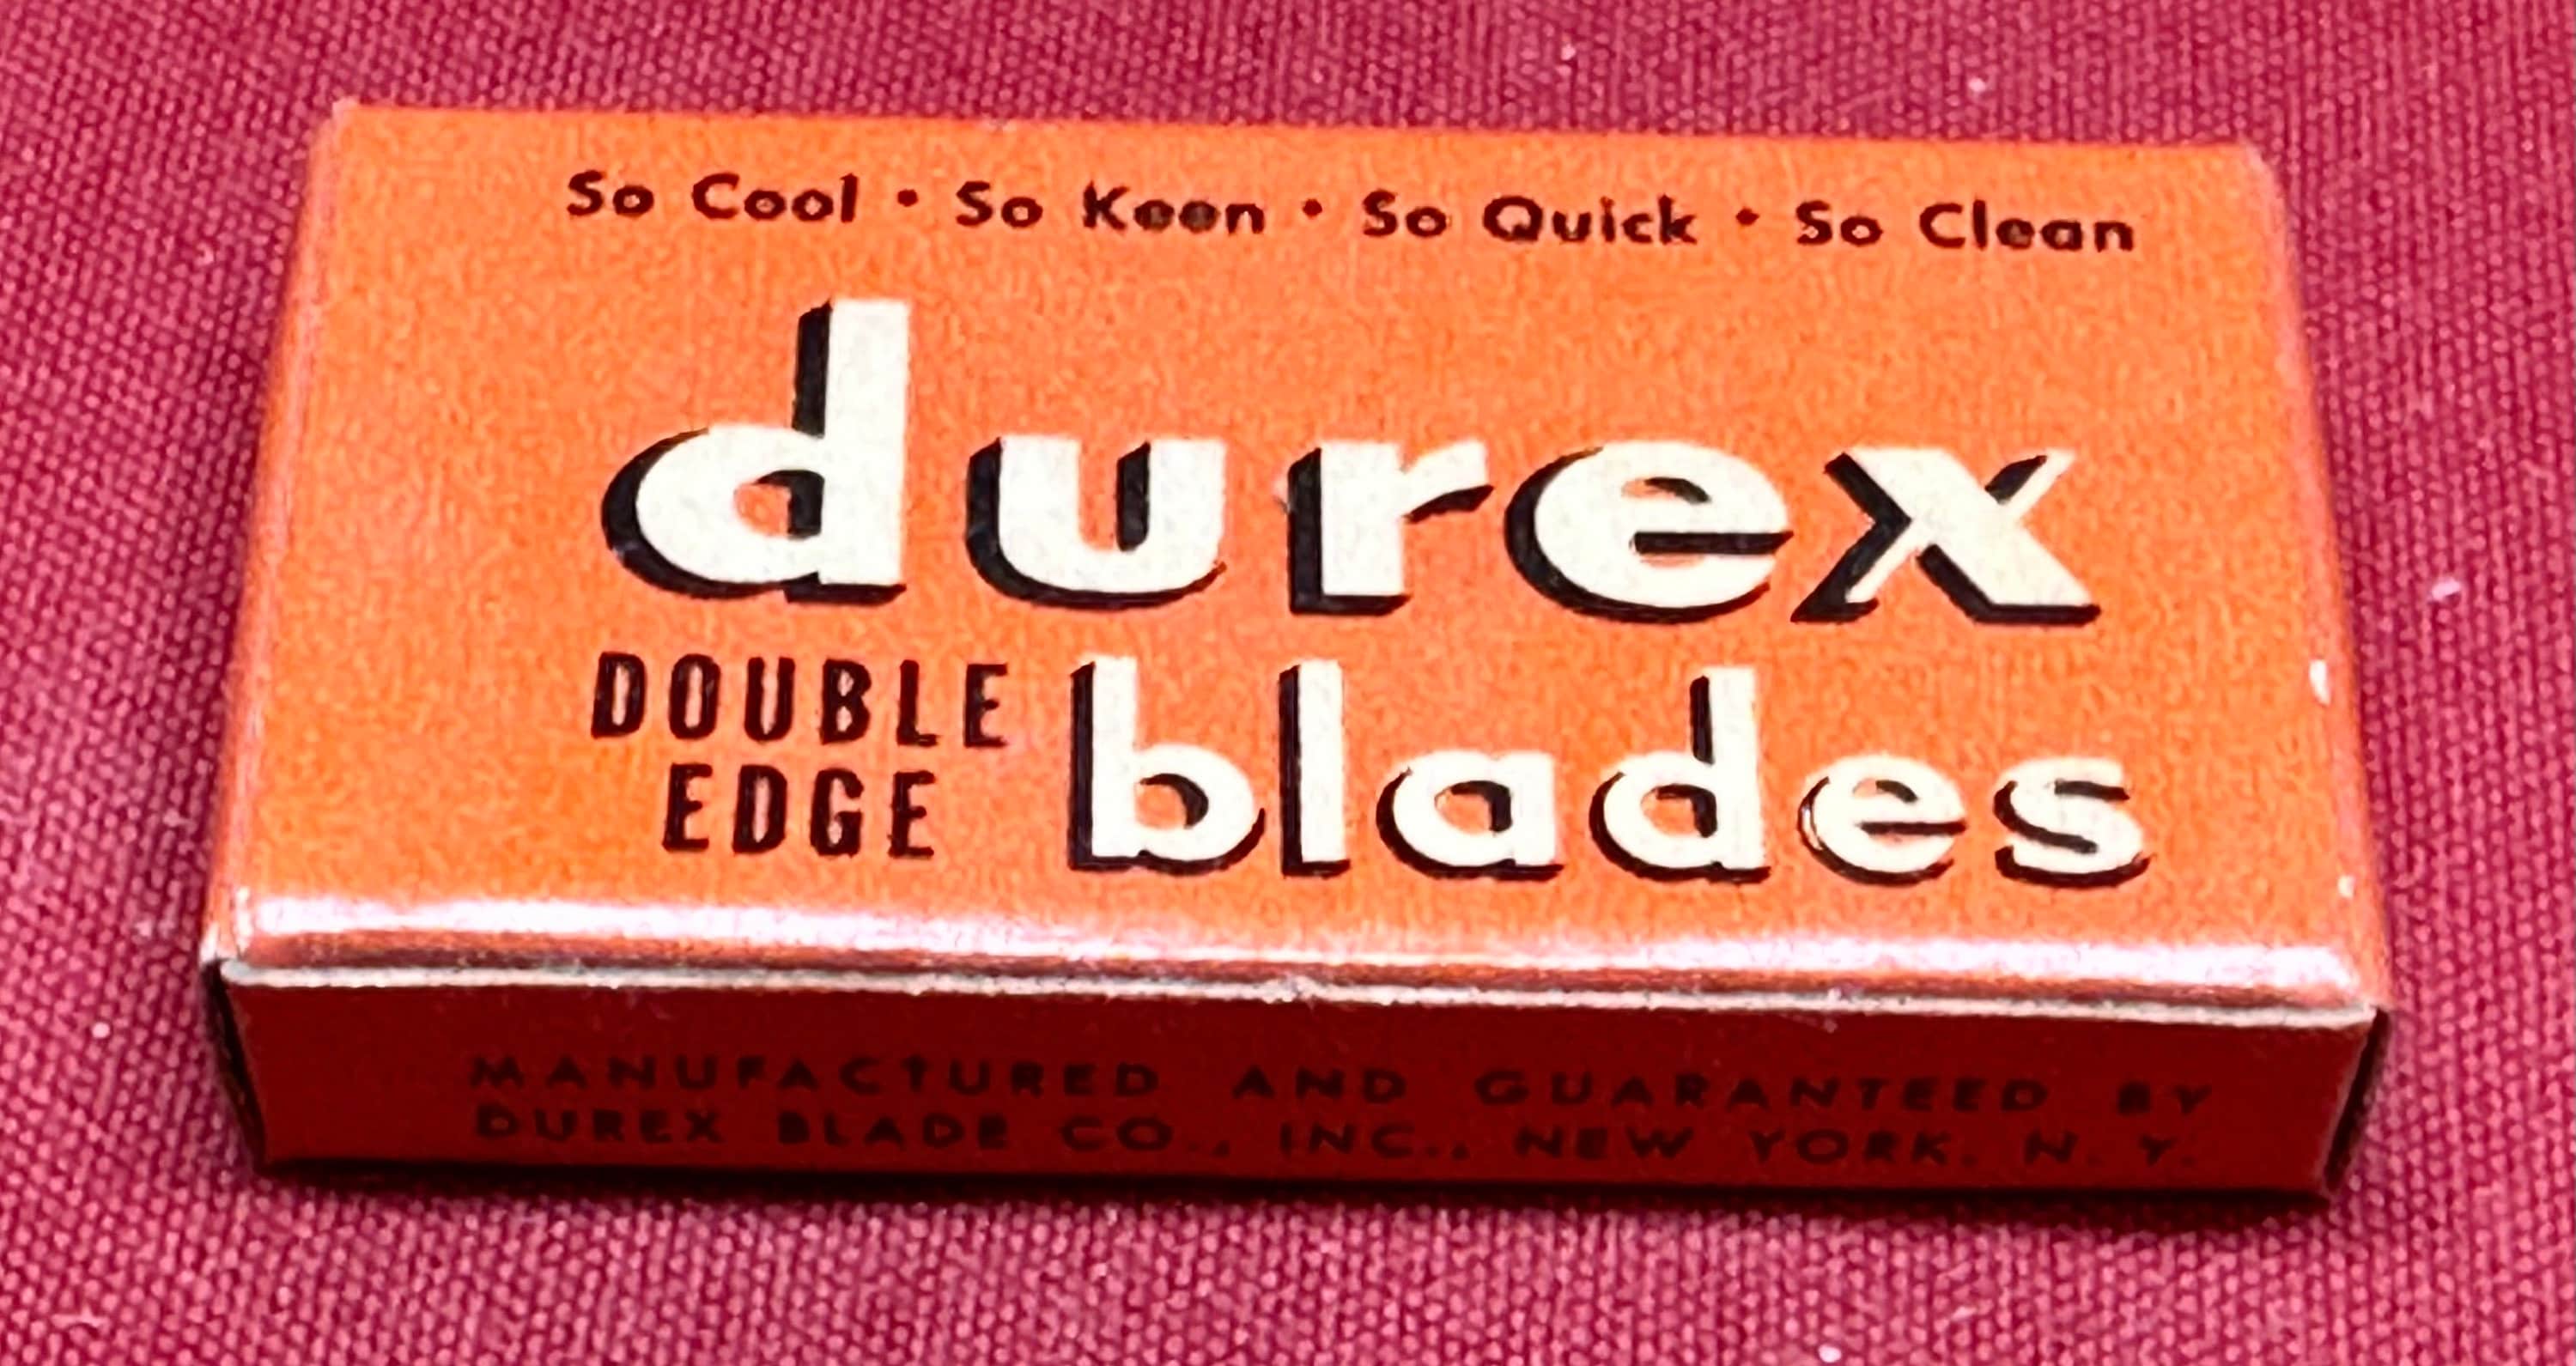 So Cool • So Keen • So Quick • So Clean
durex
DOUBLE EDGE blades
MANUFACTURED AND GUARANTEED BY
DUREX BLADE CO., INC., NEW YORK, N. Y.